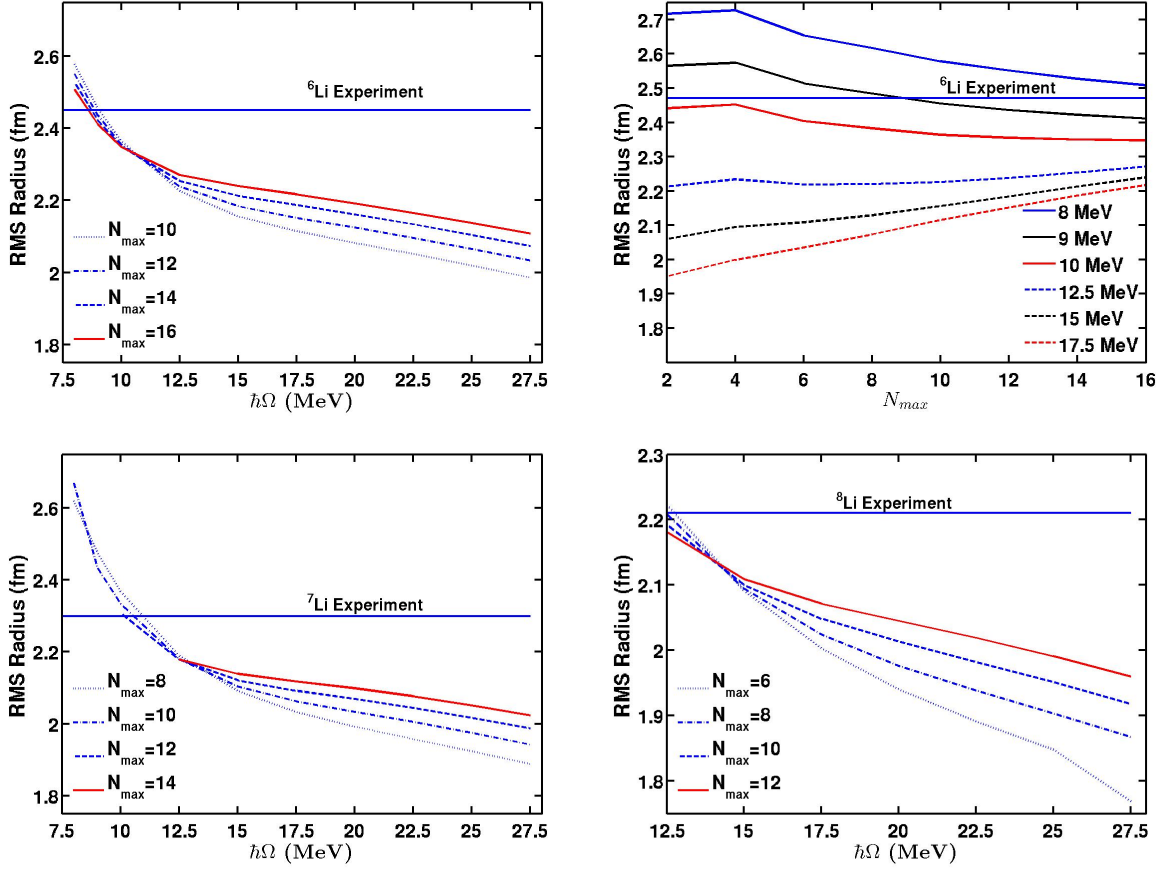 ⁶Li Experiment
RMS Radius (fm)
2.6
2.4
2.2
2
1.8
N_max=10
N_max=12
N_max=14
N_max=16
7.5 10 12.5 15 17.5 20 22.5 25 27.5
ħΩ (MeV)
⁶Li Experiment
RMS Radius (fm)
2.7
2.6
2.5
2.4
2.3
2.2
2.1
2
1.9
1.8
8 MeV
9 MeV
10 MeV
12.5 MeV
15 MeV
17.5 MeV
2 4 6 8 10 12 14 16
N_max
⁷Li Experiment
RMS Radius (fm)
2.6
2.4
2.2
2
1.8
N_max=8
N_max=10
N_max=12
N_max=14
7.5 10 12.5 15 17.5 20 22.5 25 27.5
ħΩ (MeV)
⁸Li Experiment
RMS Radius (fm)
2.3
2.2
2.1
2
1.9
1.8
N_max=6
N_max=8
N_max=10
N_max=12
12.5 15 17.5 20 22.5 25 27.5
ħΩ (MeV)